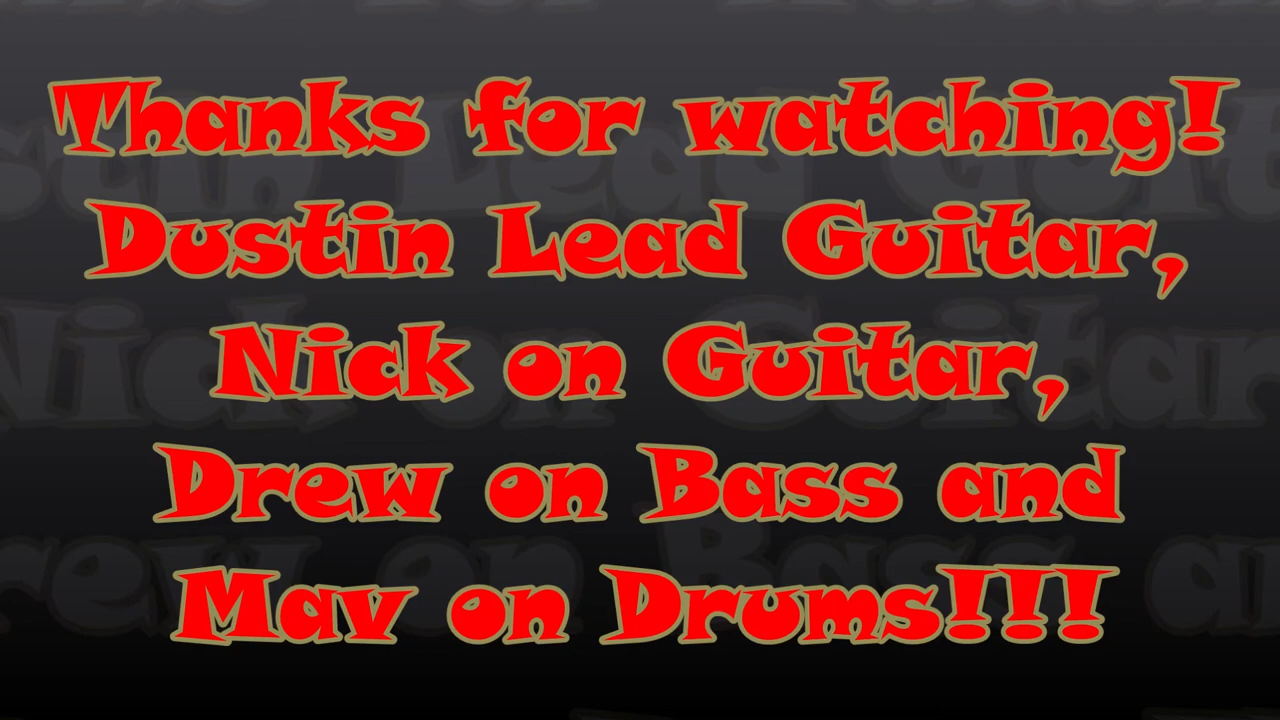 Thanks for watching!
Dustin Lead Guitar,
Nick on Guitar,
Drew on Bass and
Mav on Drums!!!